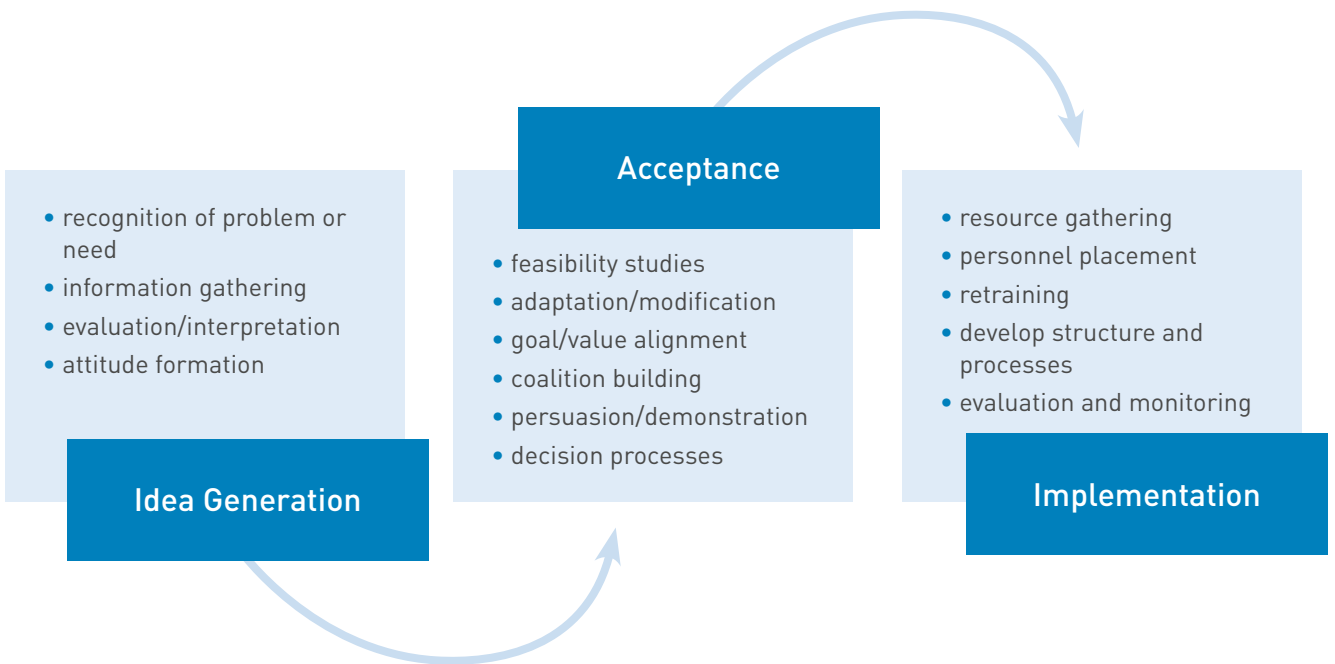 • recognition of problem or
need
• information gathering
• evaluation/interpretation
• attitude formation
Idea Generation
Acceptance
• feasibility studies
• adaptation/modification
• goal/value alignment
• coalition building
• persuasion/demonstration
• decision processes
• resource gathering
• personnel placement
• retraining
• develop structure and
processes
• evaluation and monitoring
Implementation